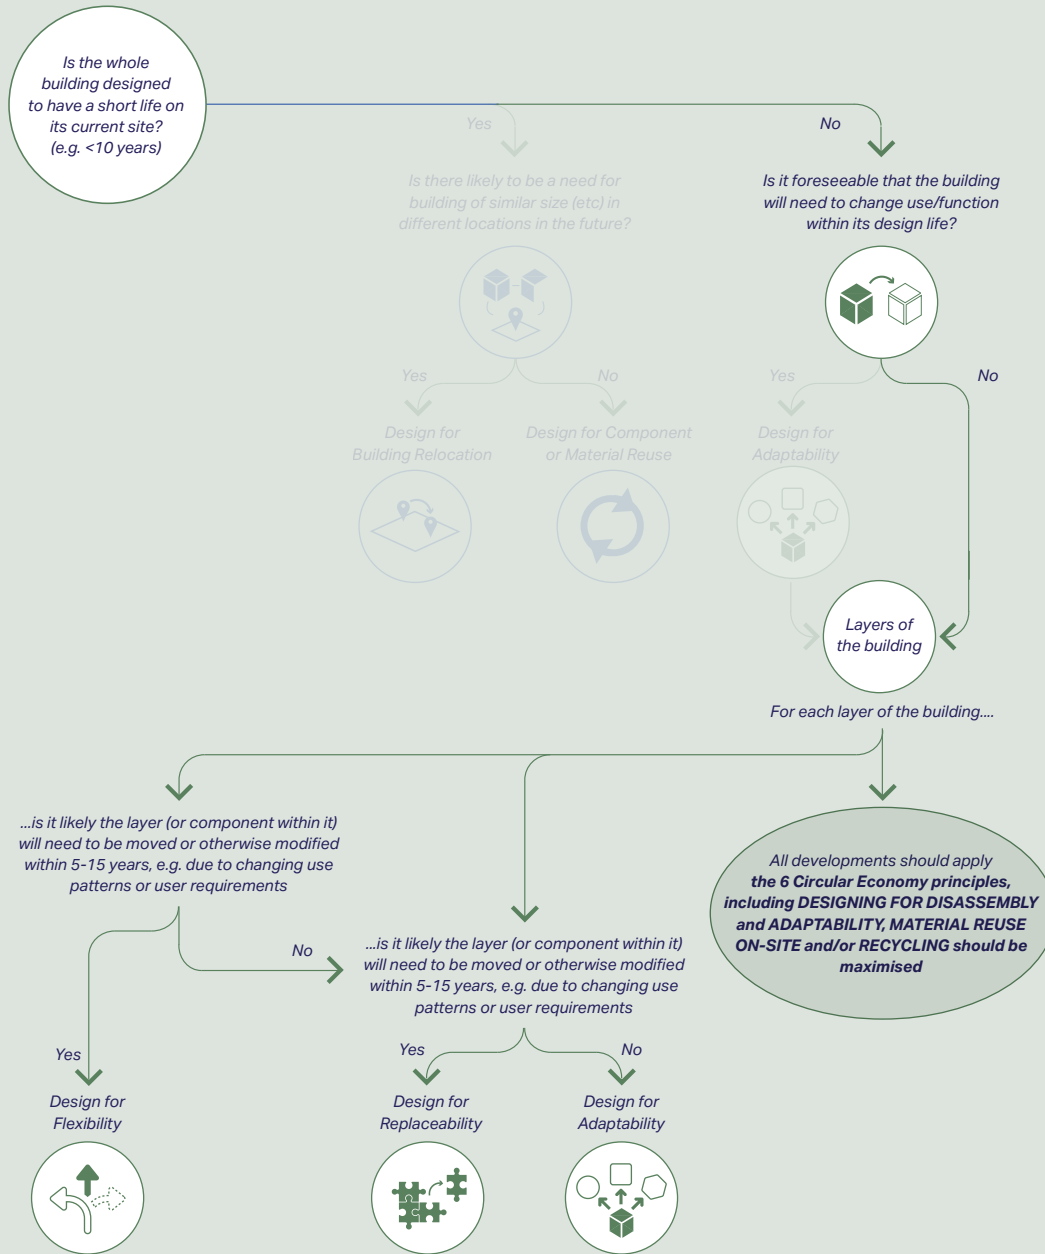 Is the whole
building designed
to have a short life on
its current site?
(e.g. <10 years)
Yes
No
Is there likely to be a need for
building of similar size (etc) in
different locations in the future?
Is it foreseeable that the building
will need to change use/function
within its design life?
Yes
No
Yes
No
Design for
Building Relocation
Design for Component
or Material Reuse
Design for
Adaptability
Layers of
the building
For each layer of the building....
...is it likely the layer (or component within it)
will need to be moved or otherwise modified
within 5-15 years, e.g. due to changing use
patterns or user requirements
All developments should apply
the 6 Circular Economy principles,
including DESIGNING FOR DISASSEMBLY
and ADAPTABILITY, MATERIAL REUSE
ON-SITE and/or RECYCLING should be
maximised
No
...is it likely the layer (or component within it)
will need to be moved or otherwise modified
within 5-15 years, e.g. due to changing use
patterns or user requirements
Yes
Yes
No
Design for
Flexibility
Design for
Replaceability
Design for
Adaptability